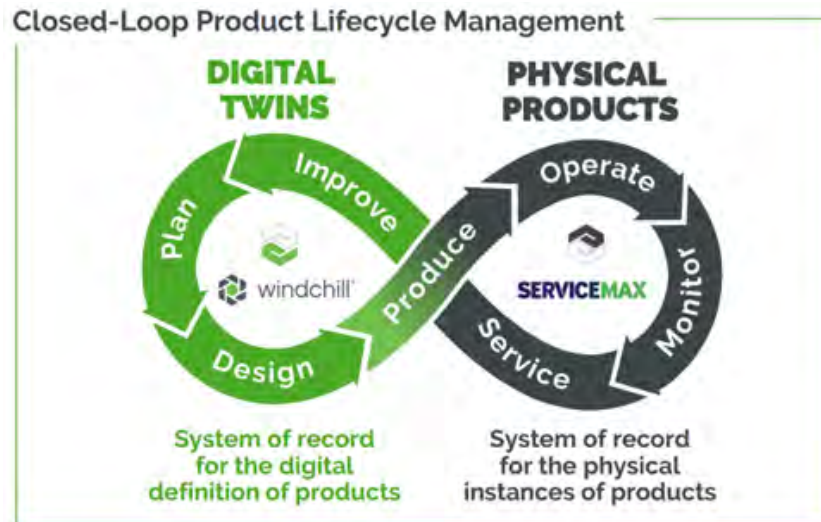 Closed-Loop Product Lifecycle Management
DIGITAL
TWINS
PHYSICAL
PRODUCTS
Improve
Plan
Design
Produce
Operate
Monitor
Service
windchill
SERVICEMAX
System of record
for the digital
definition of products
System of record
for the physical
instances of products